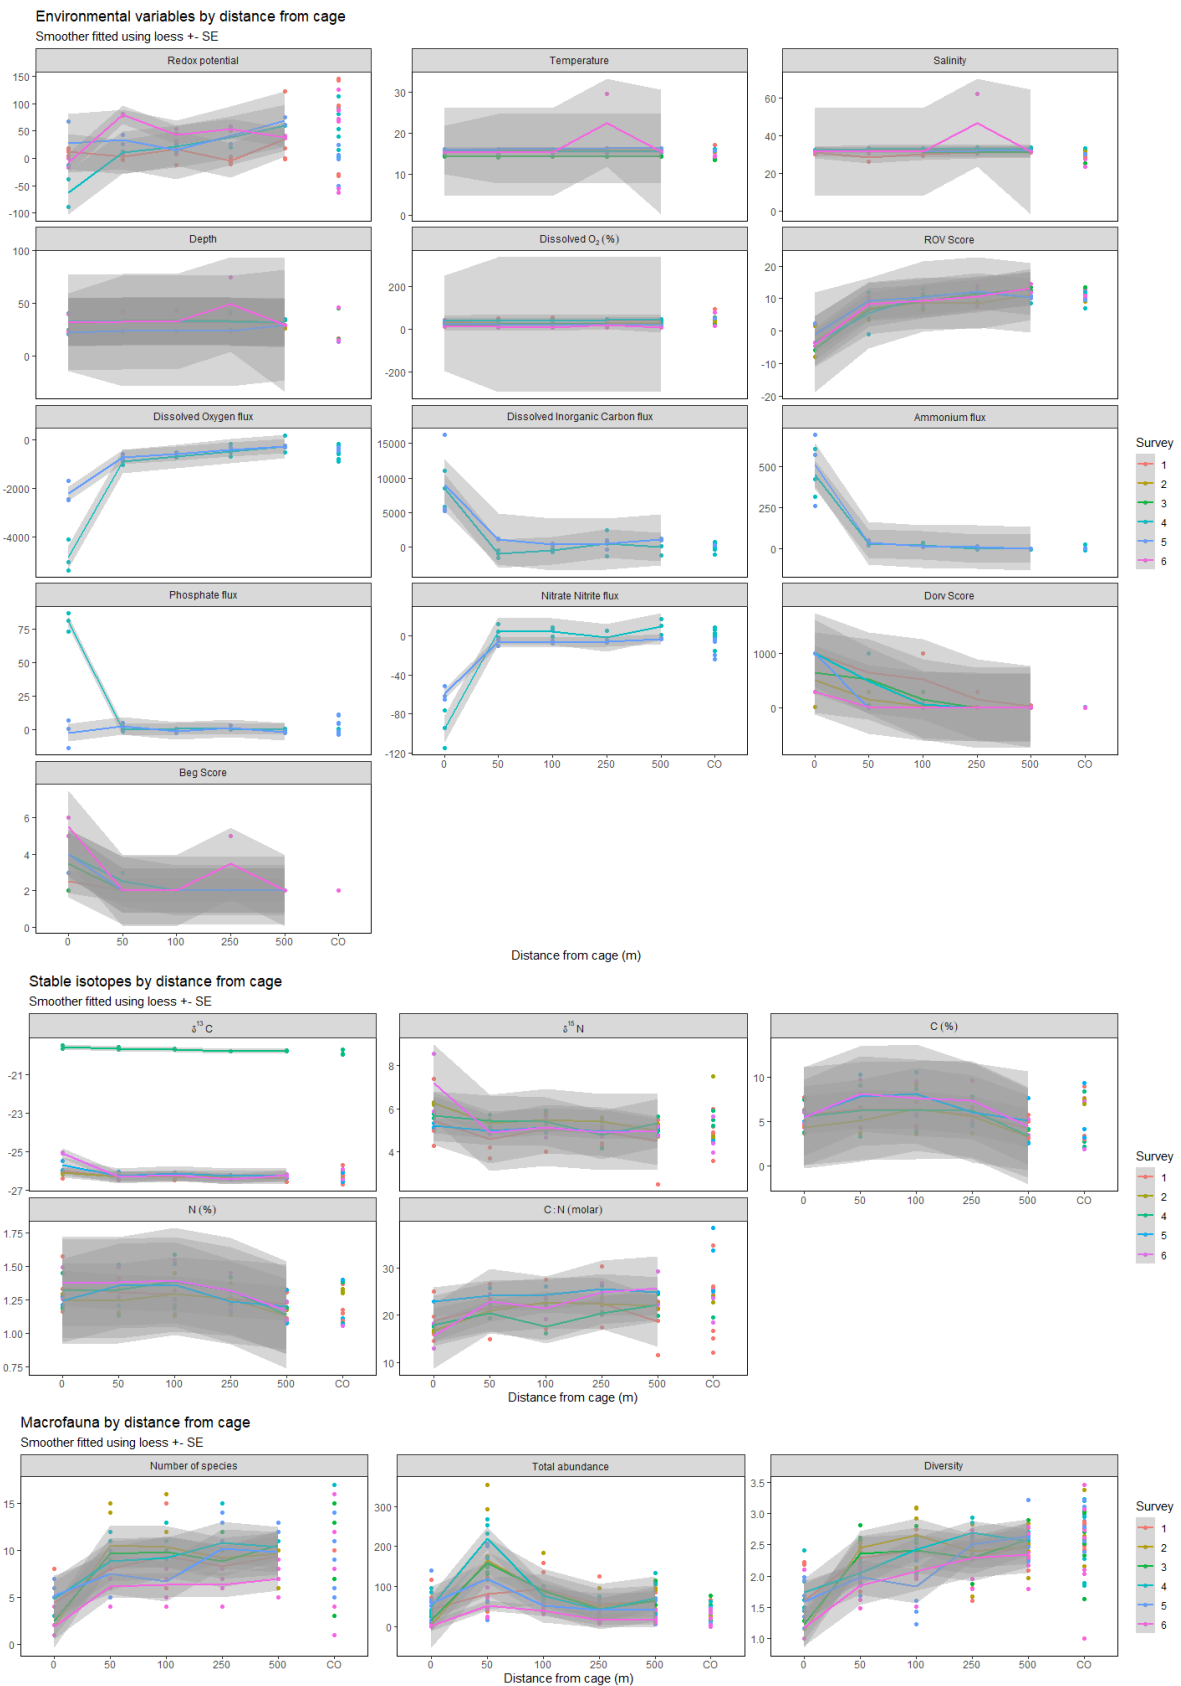 Environmental variables by distance from cage
Smoother fitted using loess +- SE
Redox potential
Temperature
Salinity
150
100
50
0
-50
-100
30
20
10
0
60
40
20
0
Depth
Dissolved O2 (%)
ROV Score
100
50
0
200
0
-200
20
10
0
-10
-20
Dissolved Oxygen flux
Dissolved Inorganic Carbon flux
Ammonium flux
0
-2000
-4000
15000
10000
5000
0
500
250
0
Survey
1
2
3
4
5
6
Phosphate flux
Nitrate Nitrite flux
Dorv Score
75
50
25
0
0
-40
-80
-120
1000
0
0 50 100 250 500 CO
0 50 100 250 500 CO
Beg Score
6
4
2
0
0 50 100 250 500 CO
Distance from cage (m)
Stable isotopes by distance from cage
Smoother fitted using loess +- SE
δ13 C
δ15 N
C (%)
-21
-23
-25
-27
8
6
4
10
5
0
0 50 100 250 500 CO
N (%)
C:N (molar)
1.75
1.50
1.25
1.00
0.75
30
20
10
0 50 100 250 500 CO
0 50 100 250 500 CO
Distance from cage (m)
Survey
1
2
4
5
6
Macrofauna by distance from cage
Smoother fitted using loess +- SE
Number of species
Total abundance
Diversity
15
10
5
0
300
200
100
0
3.5
3.0
2.5
2.0
1.5
1.0
0 50 100 250 500 CO
0 50 100 250 500 CO
0 50 100 250 500 CO
Distance from cage (m)
Survey
1
2
3
4
5
6